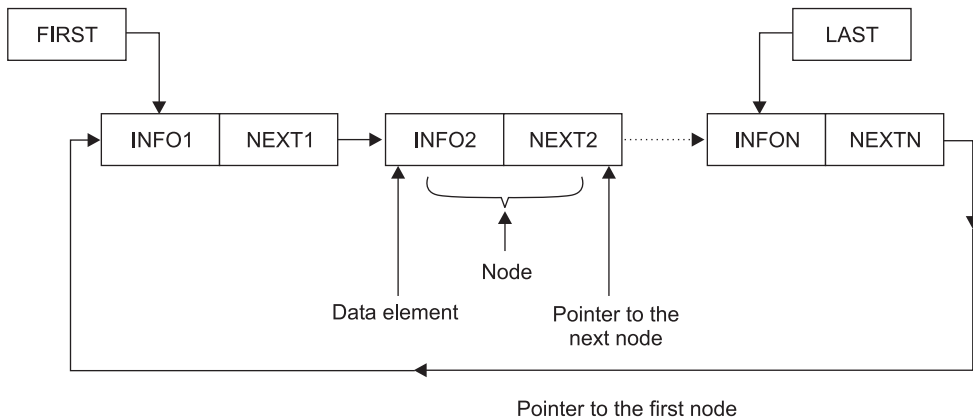 FIRST
LAST
INFO1
NEXT1
INFO2
NEXT2
INFON
NEXTN
Node
Data element
Pointer to the
next node
Pointer to the first node